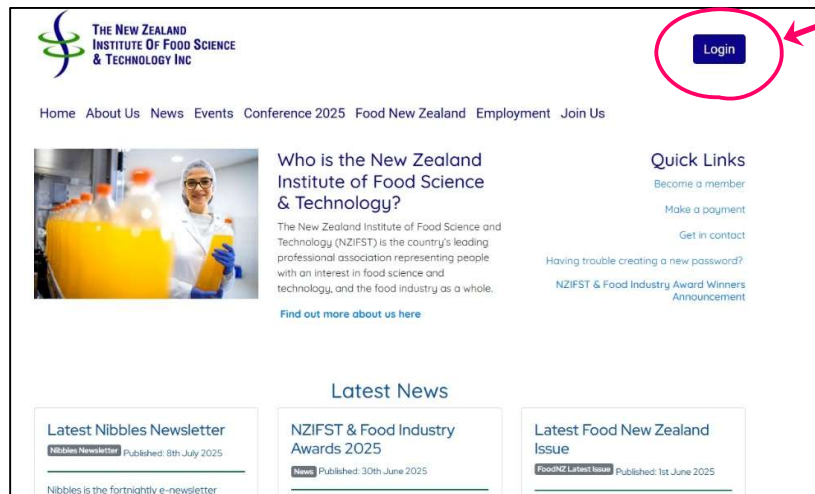 THE NEW ZEALAND
INSTITUTE OF FOOD SCIENCE
& TECHNOLOGY INC
Login
Home About Us News Events Conference 2025 Food New Zealand Employment Join Us
Who is the New Zealand
Institute of Food Science
& Technology?
The New Zealand Institute of Food Science and
Technology (NZIFST) is the country's leading
professional association representing people
with an interest in food science and
technology, and the food industry as a whole.
Find out more about us here
Quick Links
Become a member
Make a payment
Get in contact
Having trouble creating a new password?
NZIFST & Food Industry Award Winners
Announcement
Latest News
Latest Nibbles Newsletter
Nibbles Newsletter Published: 8th July 2025
Nibbles is the fortnightly e-newsletter
NZIFST & Food Industry
Awards 2025
News Published: 30th June 2025
Latest Food New Zealand
Issue
FoodNZ Latest Issue Published: 1st June 2025